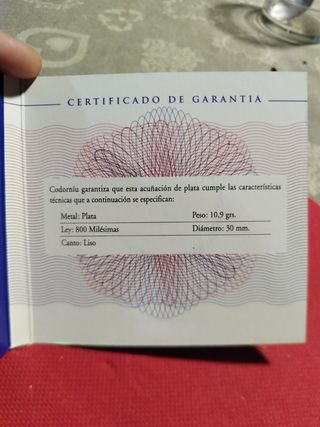 CERTIFICADO DE GARANTIA
Codorníu garantiza que esta acuñación de plata cumple las características
técnicas que a continuación se especifican:
Metal: Plata Peso: 10,9 grs.
Ley: 800 Milésimas Diámetro: 30 mm.
Canto: Liso